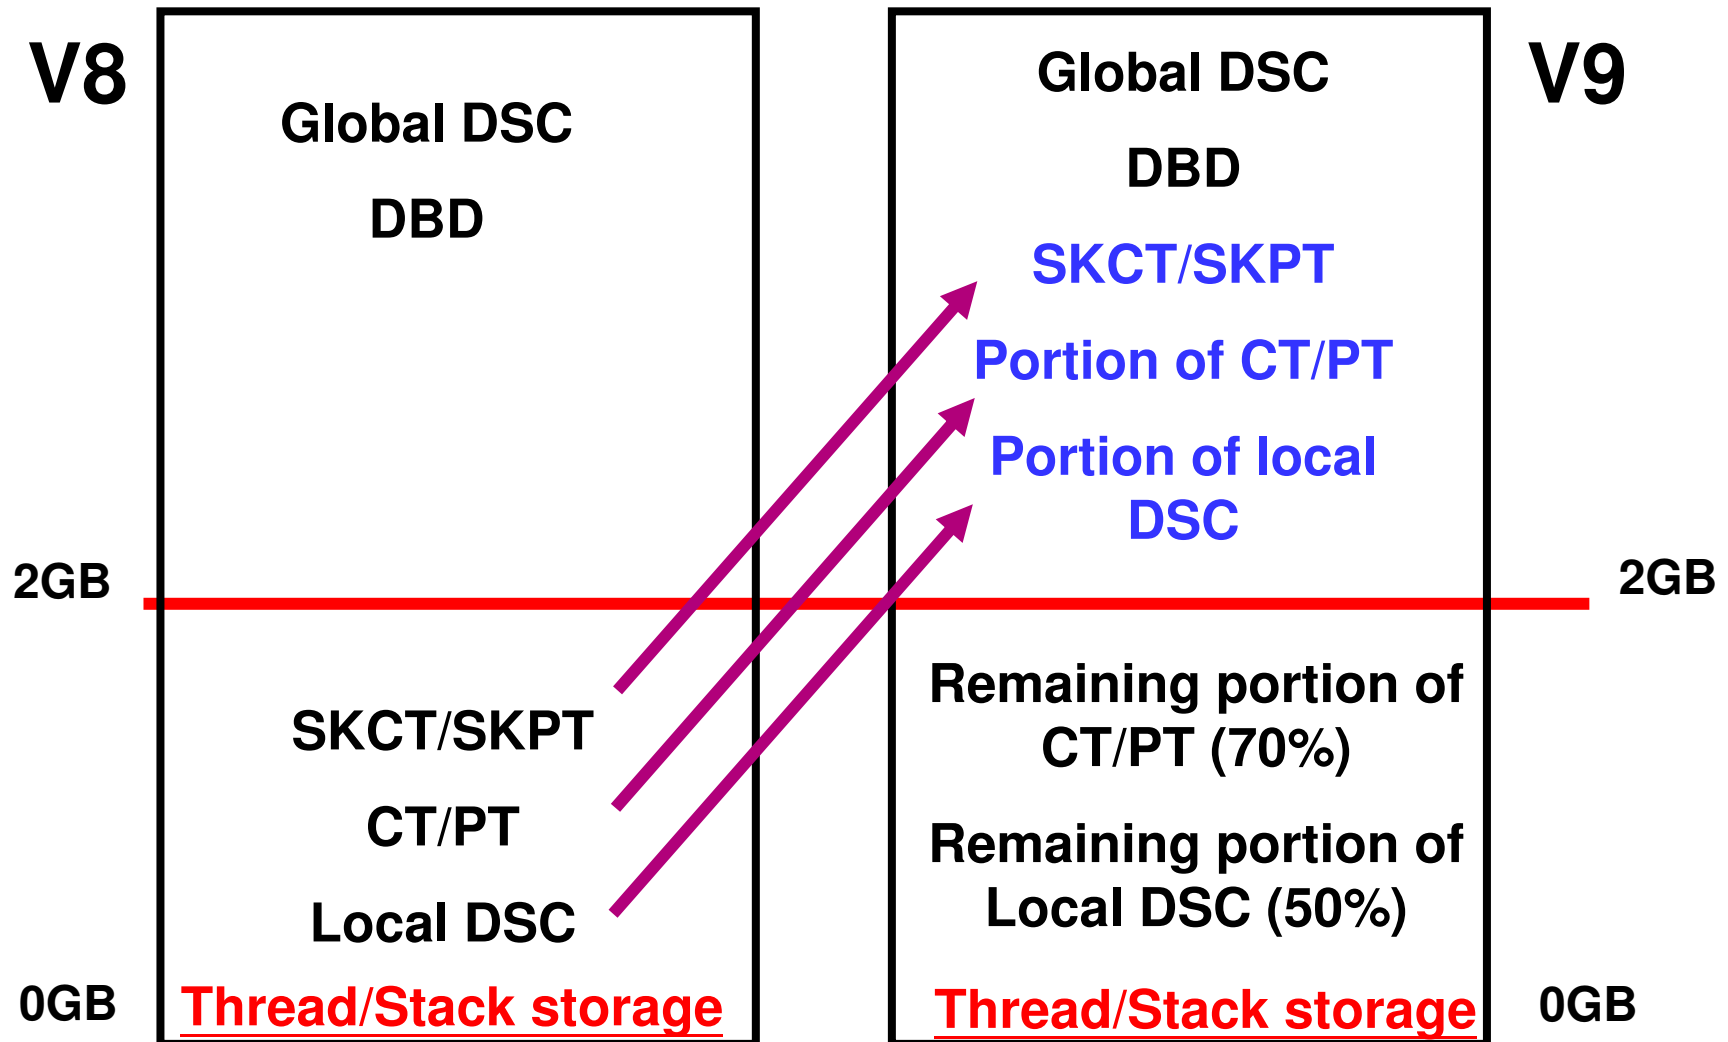 V8
Global DSC
DBD
2GB
SKCT/SKPT
CT/PT
Local DSC
0GB
Thread/Stack storage
V9
Global DSC
DBD
SKCT/SKPT
Portion of CT/PT
Portion of local
DSC
2GB
Remaining portion of
CT/PT (70%)
Remaining portion of
Local DSC (50%)
Thread/Stack storage
0GB